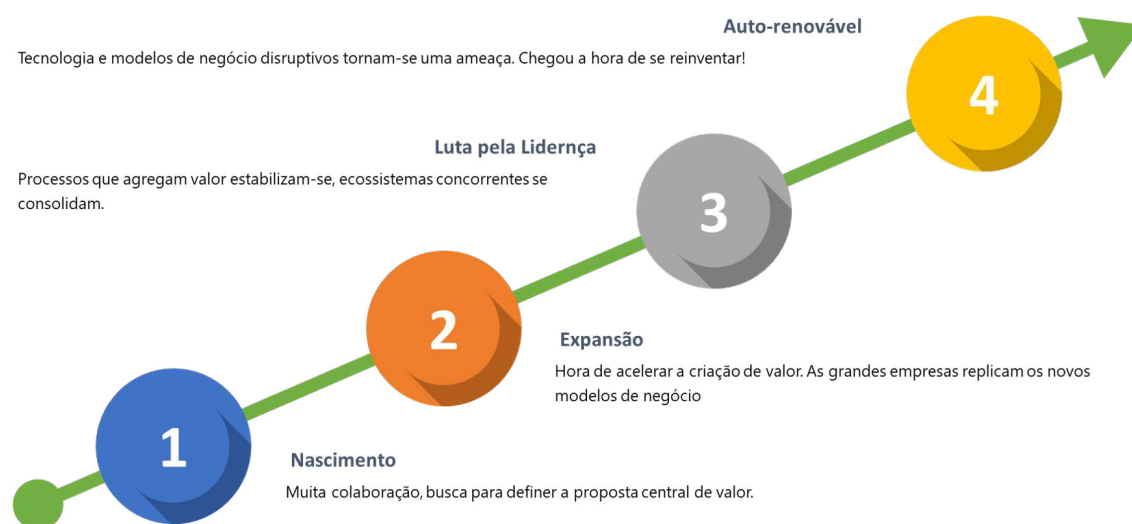 Auto-renovável
Tecnologia e modelos de negócio disruptivos tornam-se uma ameaça. Chegou a hora de se reinventar!
4
Luta pela Lidernça
Processos que agregam valor estabilizam-se, ecossistemas concorrentes se
consolidam.
3
2
Expansão
Hora de acelerar a criação de valor. As grandes empresas replicam os novos
modelos de negócio
1
Nascimento
Muita colaboração, busca para definer a proposta central de valor.